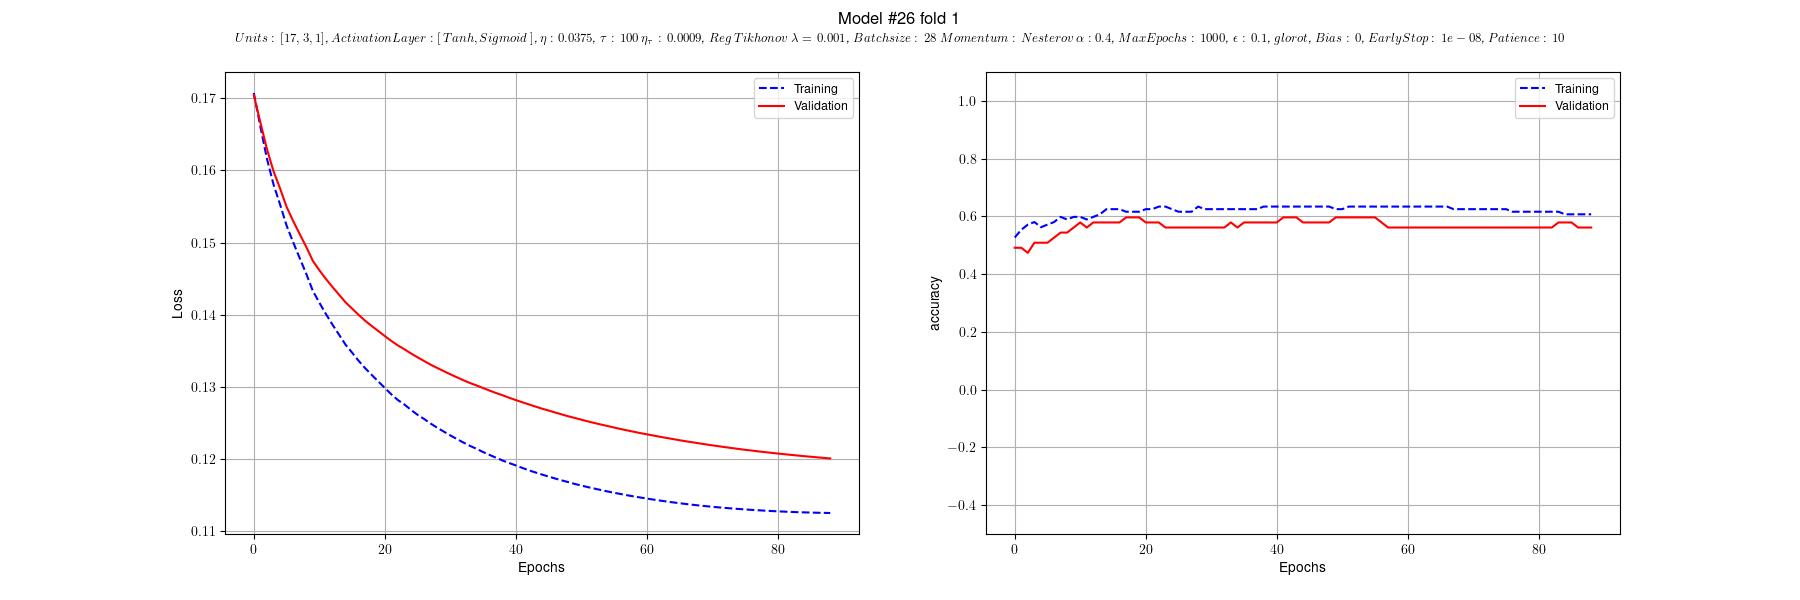 Model #26 fold 1
Units : [17, 3, 1], ActivationLayer : [ Tanh, Sigmoid ], η : 0.0375, τ : 100 η_τ : 0.0009, Reg Tikhonov λ = 0.001, Batchsize : 28 Momentum : Nesterov α : 0.4, MaxEpochs : 1000, ϵ : 0.1, glorot, Bias : 0, EarlyStop : 1e − 08, Patience : 10
Training
Validation
0.17
0.16
0.15
0.14
0.13
0.12
0.11
Loss
0 20 40 60 80
Epochs
Training
Validation
1.0
0.8
0.6
0.4
0.2
0.0
−0.2
−0.4
accuracy
0 20 40 60 80
Epochs